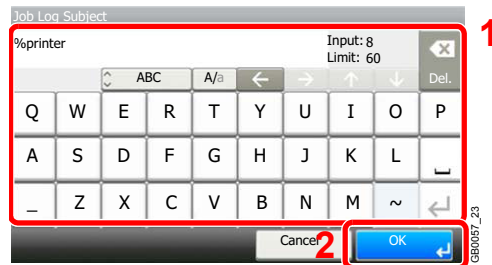 Job Log Subject
%printer Input: 8
Limit: 60
1
ABC A/a Del.
Q W E R T Y U I O P
A S D F G H J K L
_ Z X C V B N M ~
Cancel 2 OK
GB0057_23